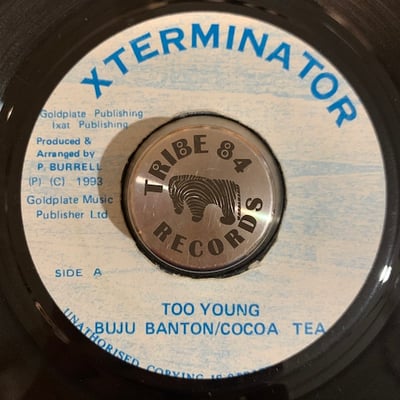 XTERMINATOR
Goldplate Publishing
Ixat Publishing
Produced &
Arranged by
P. BURRELL
(P) (C) 1993
Goldplate Music
Publisher Ltd.
TRIBE 84
RECORDS
SIDE A
TOO YOUNG
BUJU BANTON/COCOA TEA
UNATHORISED COPYING IS